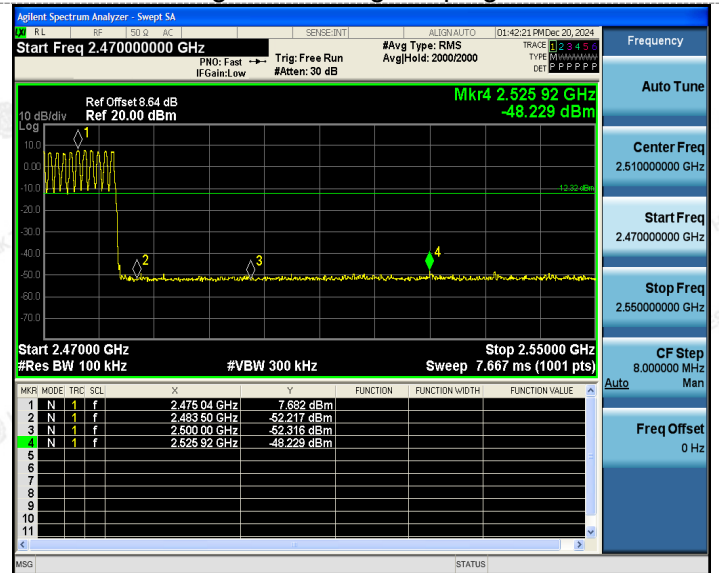 Agilent Spectrum Analyzer - Swept SA
LXI RL RF 50 Ω AC SENSE:INT ALIGNAUTO 01:42:21 PM Dec 20, 2024
Start Freq 2.470000000 GHz
PNO: Fast Trig: Free Run #Avg Type: RMS TRACE 1 2 3 4 5 6
IFGain:Low #Atten: 30 dB Avg|Hold: 2000/2000 TYPE M WWWWW
DET P P P P P P
Mkr4 2.525 92 GHz
-48.229 dBm
Ref Offset 8.64 dB
10 dB/div Ref 20.00 dBm
Log
1
10.0
0.00
-10.0
-12.32 dBm
-20.0
-30.0
-40.0
2 3 4
-50.0
-60.0
-70.0
Start 2.47000 GHz Stop 2.55000 GHz
#Res BW 100 kHz #VBW 300 kHz Sweep 7.667 ms (1001 pts)
MKR MODE TRC SCL X Y FUNCTION FUNCTION WIDTH FUNCTION VALUE
1 N 1 f 2.475 04 GHz 7.682 dBm
2 N 1 f 2.483 50 GHz -52.217 dBm
3 N 1 f 2.500 00 GHz -52.316 dBm
4 N 1 f 2.525 92 GHz -48.229 dBm
5
6
7
8
9
10
11
MSG STATUS
Frequency
Auto Tune
Center Freq
2.510000000 GHz
Start Freq
2.470000000 GHz
Stop Freq
2.550000000 GHz
CF Step
8.000000 MHz
Auto Man
Freq Offset
0 Hz